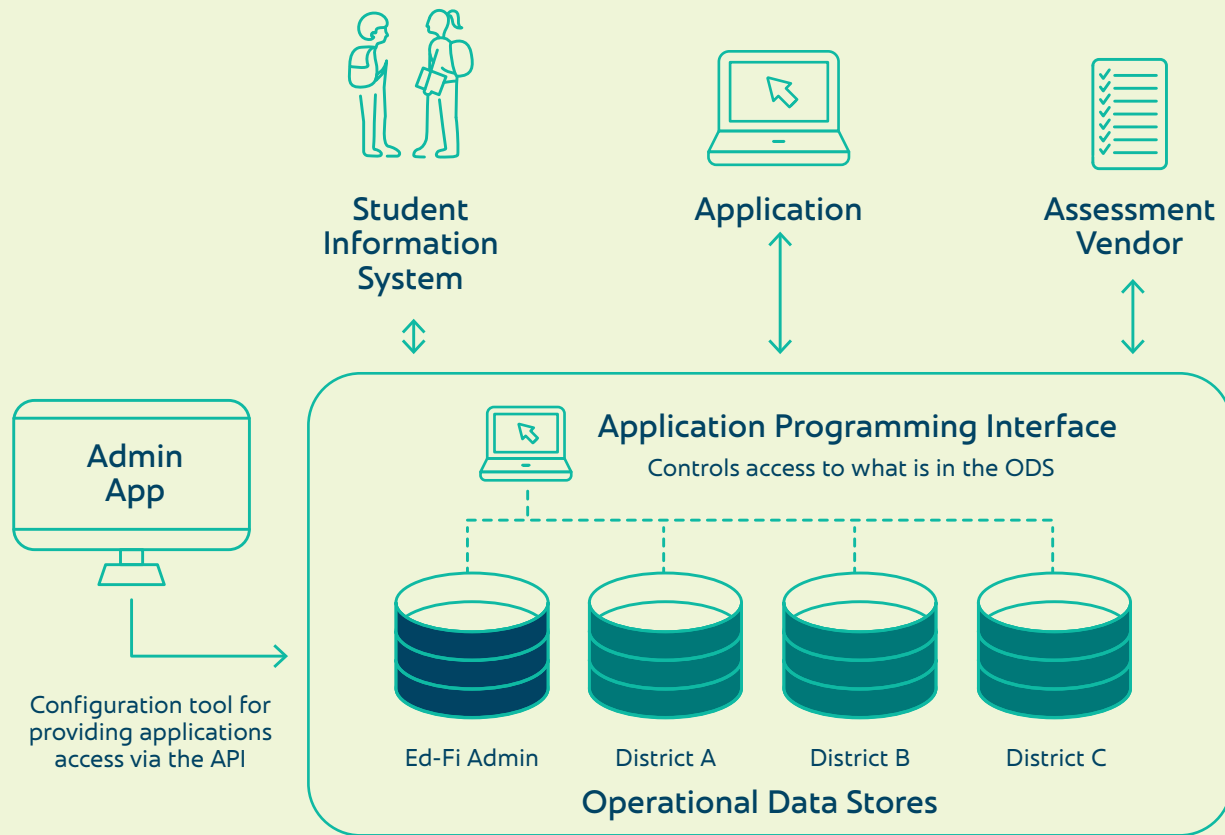 Student
Information
System
Application
Assessment
Vendor
Admin
App
Application Programming Interface
Controls access to what is in the ODS
Configuration tool for
providing applications
access via the API
Ed-Fi Admin
District A
District B
District C
Operational Data Stores